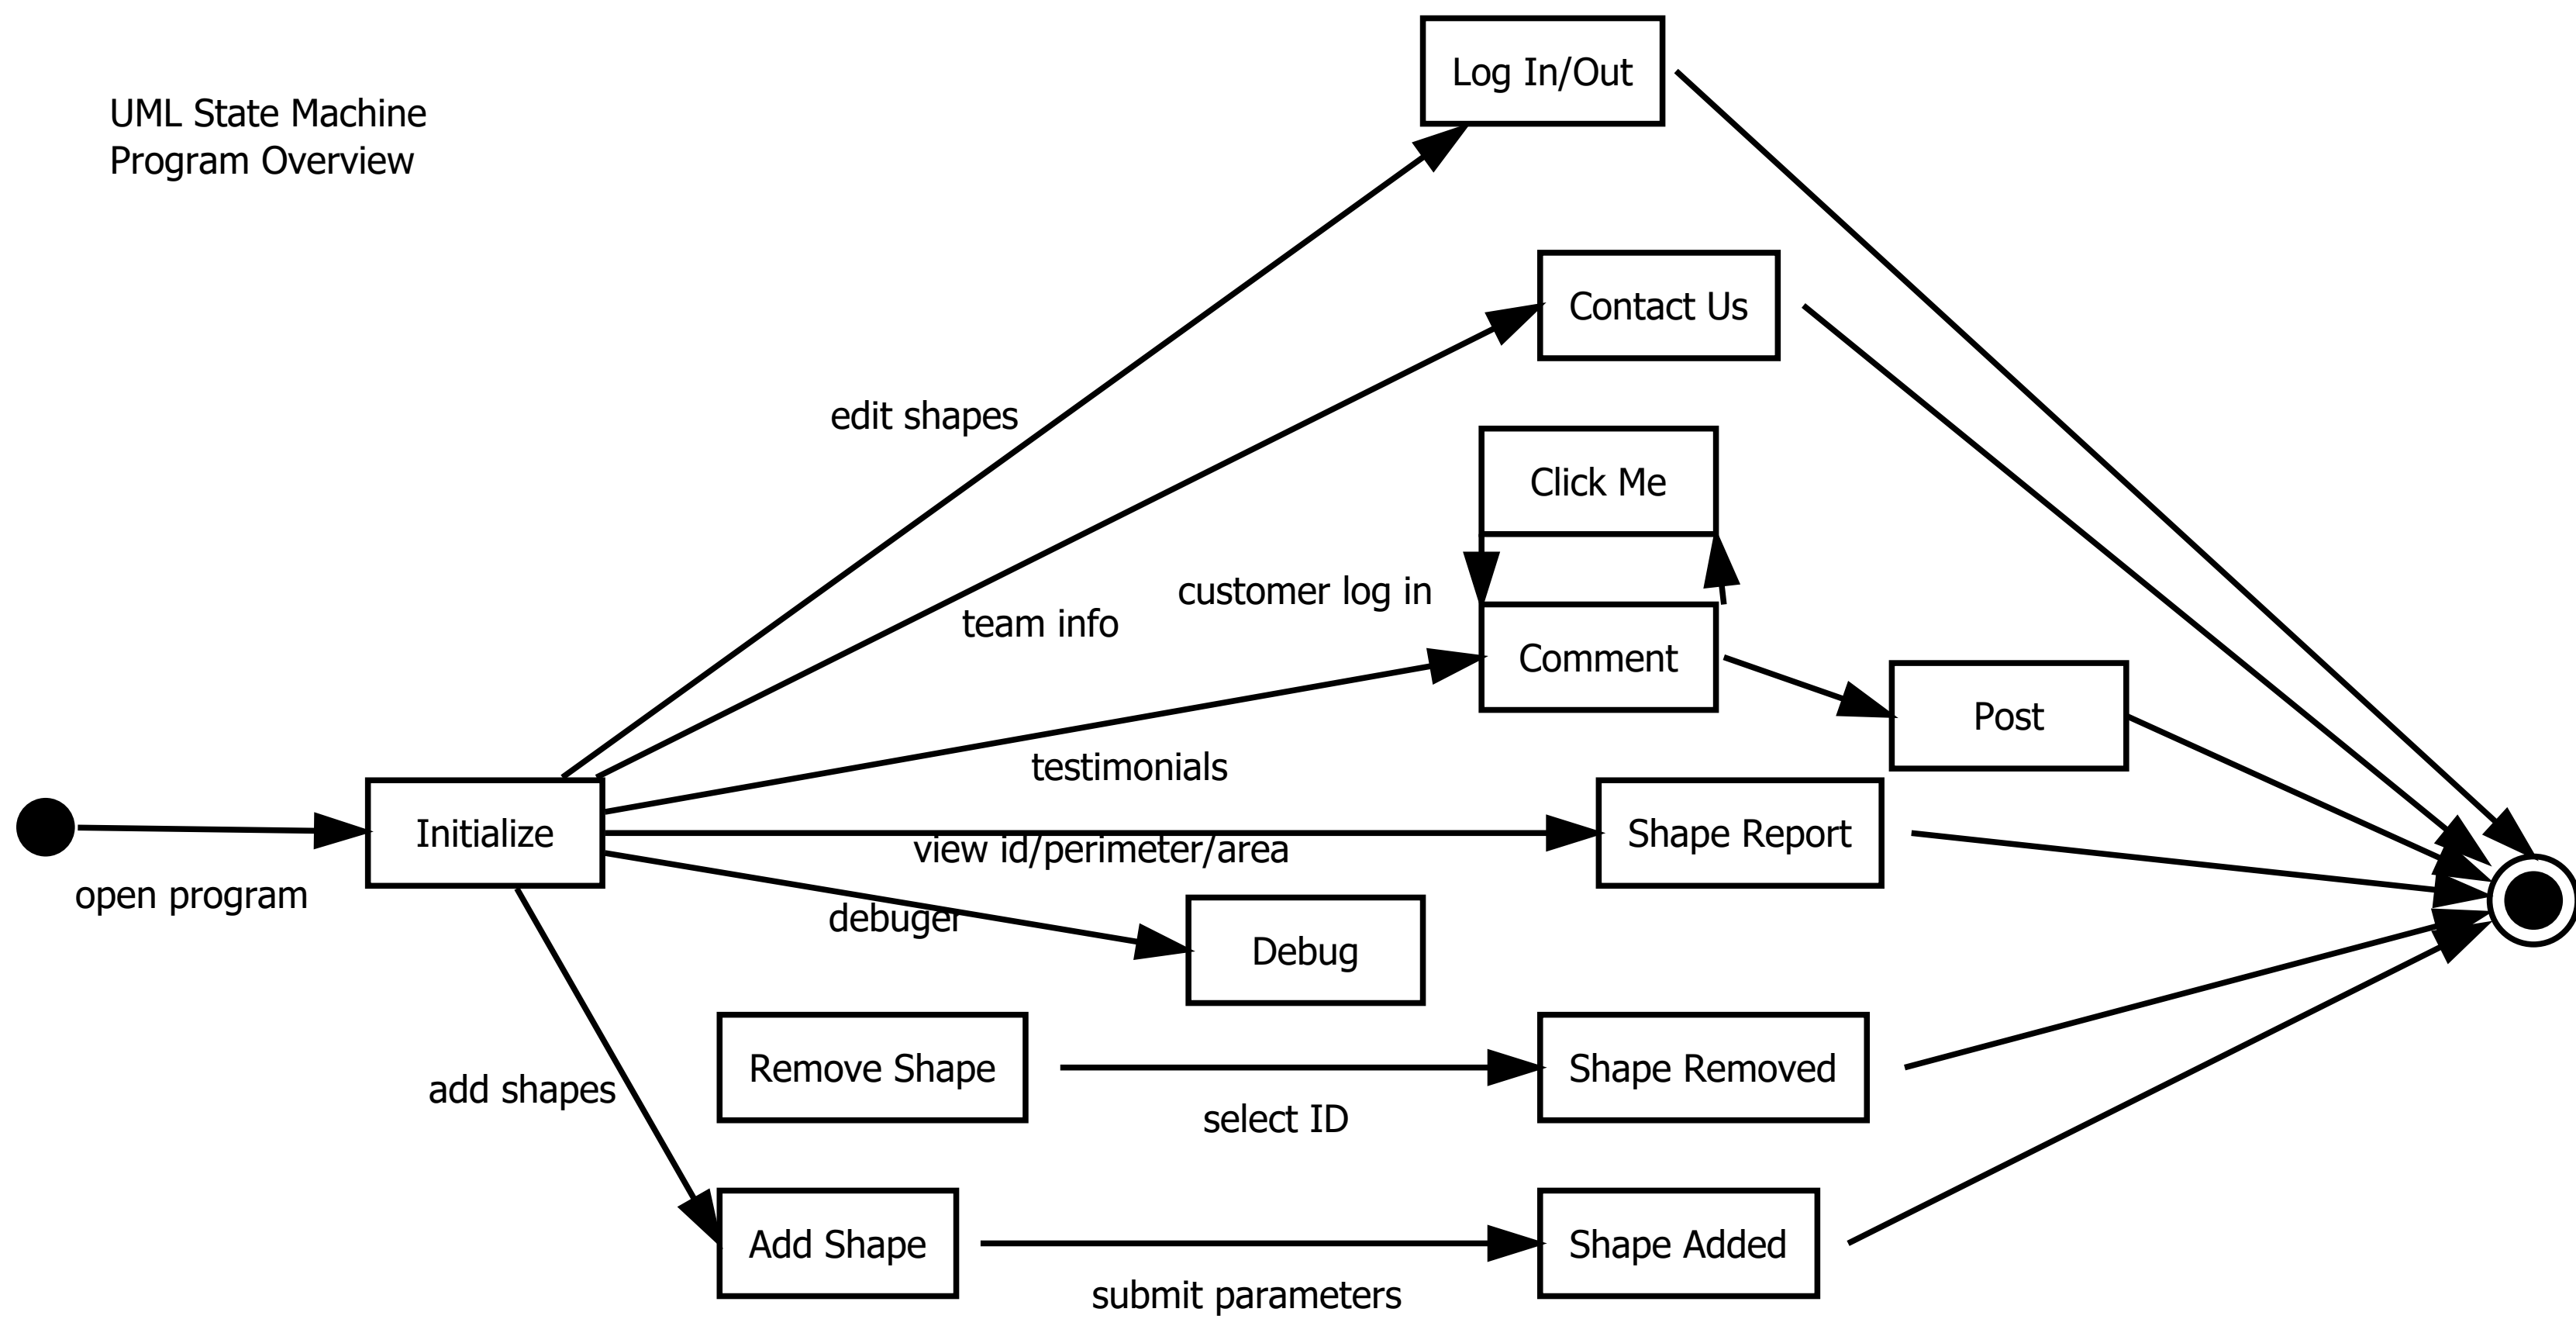 UML State Machine
Program Overview
Log In/Out
Contact Us
edit shapes
Click Me
customer log in
team info
Comment
Post
testimonials
Initialize
view id/perimeter/area
Shape Report
open program
debuger
Debug
Remove Shape
Shape Removed
add shapes
select ID
Add Shape
Shape Added
submit parameters